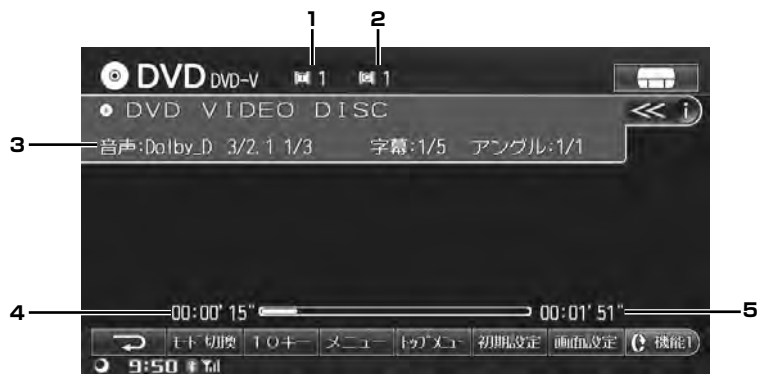 1 2
DVD DVD-V T 1 C 1
DVD VIDEO DISC
≪ i
3 音声:Dolby_D 3/2.1 1/3 字幕:1/5 アングル:1/1
4 00:00'15" 00:01'51" 5
モード切換 10キー メニュー トップメニュー 初期設定 画面設定 機能1
9:50